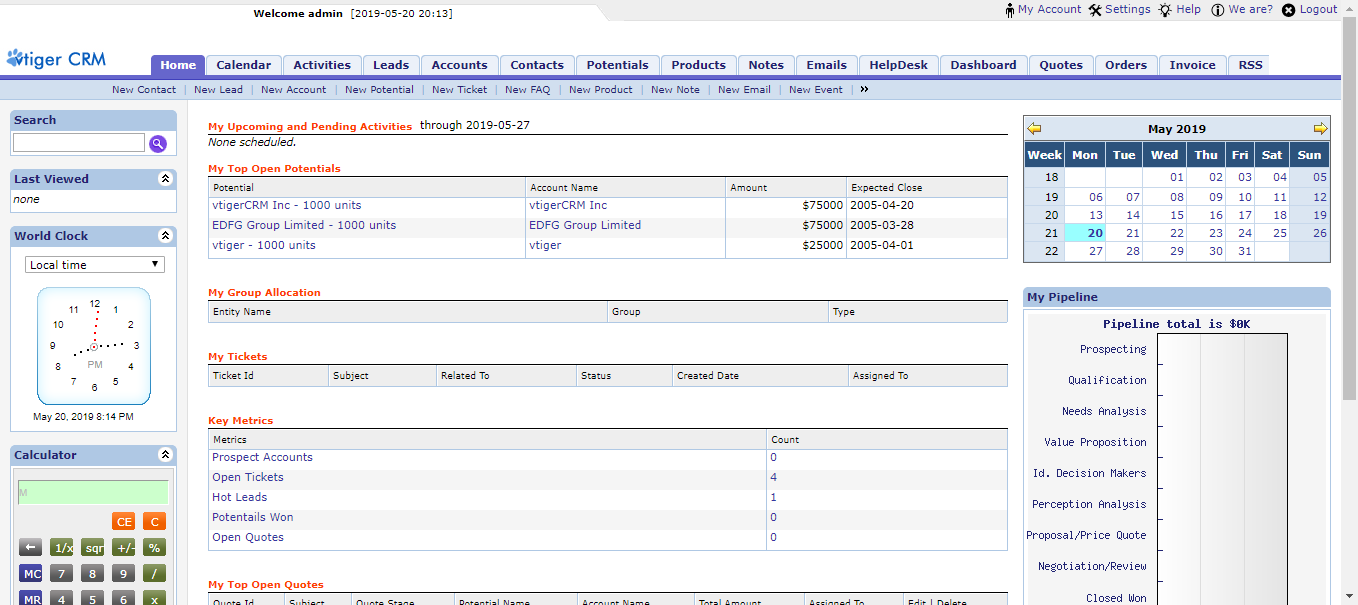 Welcome admin [2019-05-20 20:13]
My Account Settings Help We are? Logout
vtiger CRM
Home Calendar Activities Leads Accounts Contacts Potentials Products Notes Emails HelpDesk Dashboard Quotes Orders Invoice RSS
New Contact | New Lead | New Account | New Potential | New Ticket | New FAQ | New Product | New Note | New Email | New Event | »
Search
Last Viewed
none
World Clock
Local time
12
11 1
10 2
9 3
PM
8 4
7 5
6
May 20, 2019 8:14 PM
Calculator
M
CE C
← 1/x sqr +/- %
MC 7 8 9 /
MR 4 5 6 x
My Upcoming and Pending Activities through 2019-05-27
None scheduled.
My Top Open Potentials
Potential Account Name Amount Expected Close
vtigerCRM Inc - 1000 units vtigerCRM Inc $75000 2005-04-20
EDFG Group Limited - 1000 units EDFG Group Limited $75000 2005-03-28
vtiger - 1000 units vtiger $25000 2005-04-01
My Group Allocation
Entity Name Group Type
My Tickets
Ticket Id Subject Related To Status Created Date Assigned To
Key Metrics
Metrics Count
Prospect Accounts 0
Open Tickets 4
Hot Leads 1
Potentails Won 0
Open Quotes 0
My Top Open Quotes
Quote Id Subject Quote Stage Potential Name Account Name Total Amount Assigned To Edit | Delete
May 2019
Week Mon Tue Wed Thu Fri Sat Sun
18 01 02 03 04 05
19 06 07 08 09 10 11 12
20 13 14 15 16 17 18 19
21 20 21 22 23 24 25 26
22 27 28 29 30 31
My Pipeline
Pipeline total is $0K
Prospecting
Qualification
Needs Analysis
Value Proposition
Id. Decision Makers
Perception Analysis
Proposal/Price Quote
Negotiation/Review
Closed Won